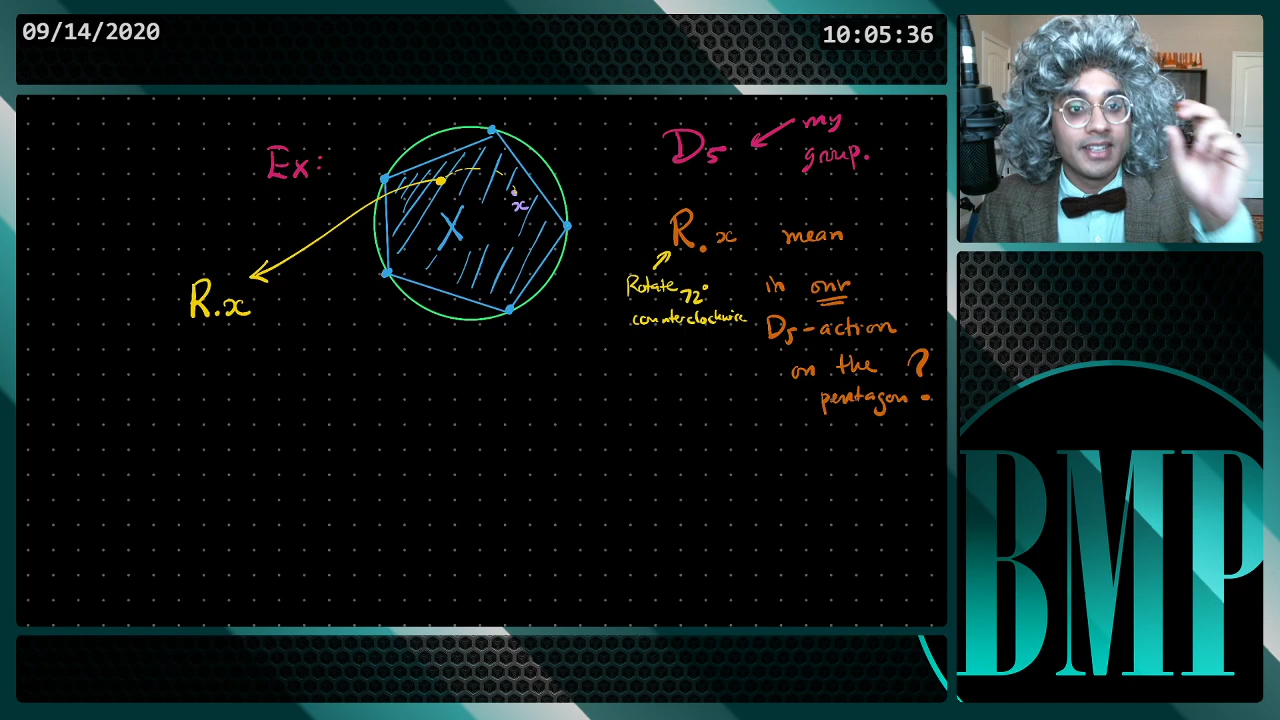 09/14/2020
10:05:36
Ex:
X
x
R.x
D5
my
group.
R.x mean
Rotate 72°
counterclockwise
in our
D5-action
on the
pentagon ?
BMP